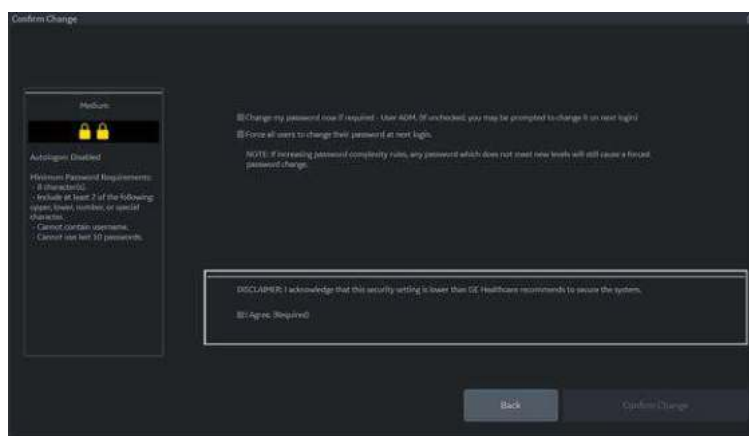 Confirm Change
Medium
Autologon: Disabled
Minimum Password Requirements:
- 8 character(s).
- Include at least 2 of the following:
upper, lower, number, or special
character.
- Cannot contain username.
- Cannot use last 10 passwords.
Change my password now if required - User ADM. (If unchecked, you may be prompted to change it on next login)
Force all users to change their password at next login.
NOTE: If increasing password complexity rules, any password which does not meet new levels will still cause a forced
password change.
DISCLAIMER: I acknowledge that this security setting is lower than GE Healthcare recommends to secure the system.
I Agree. (Required)
Back
Confirm Change